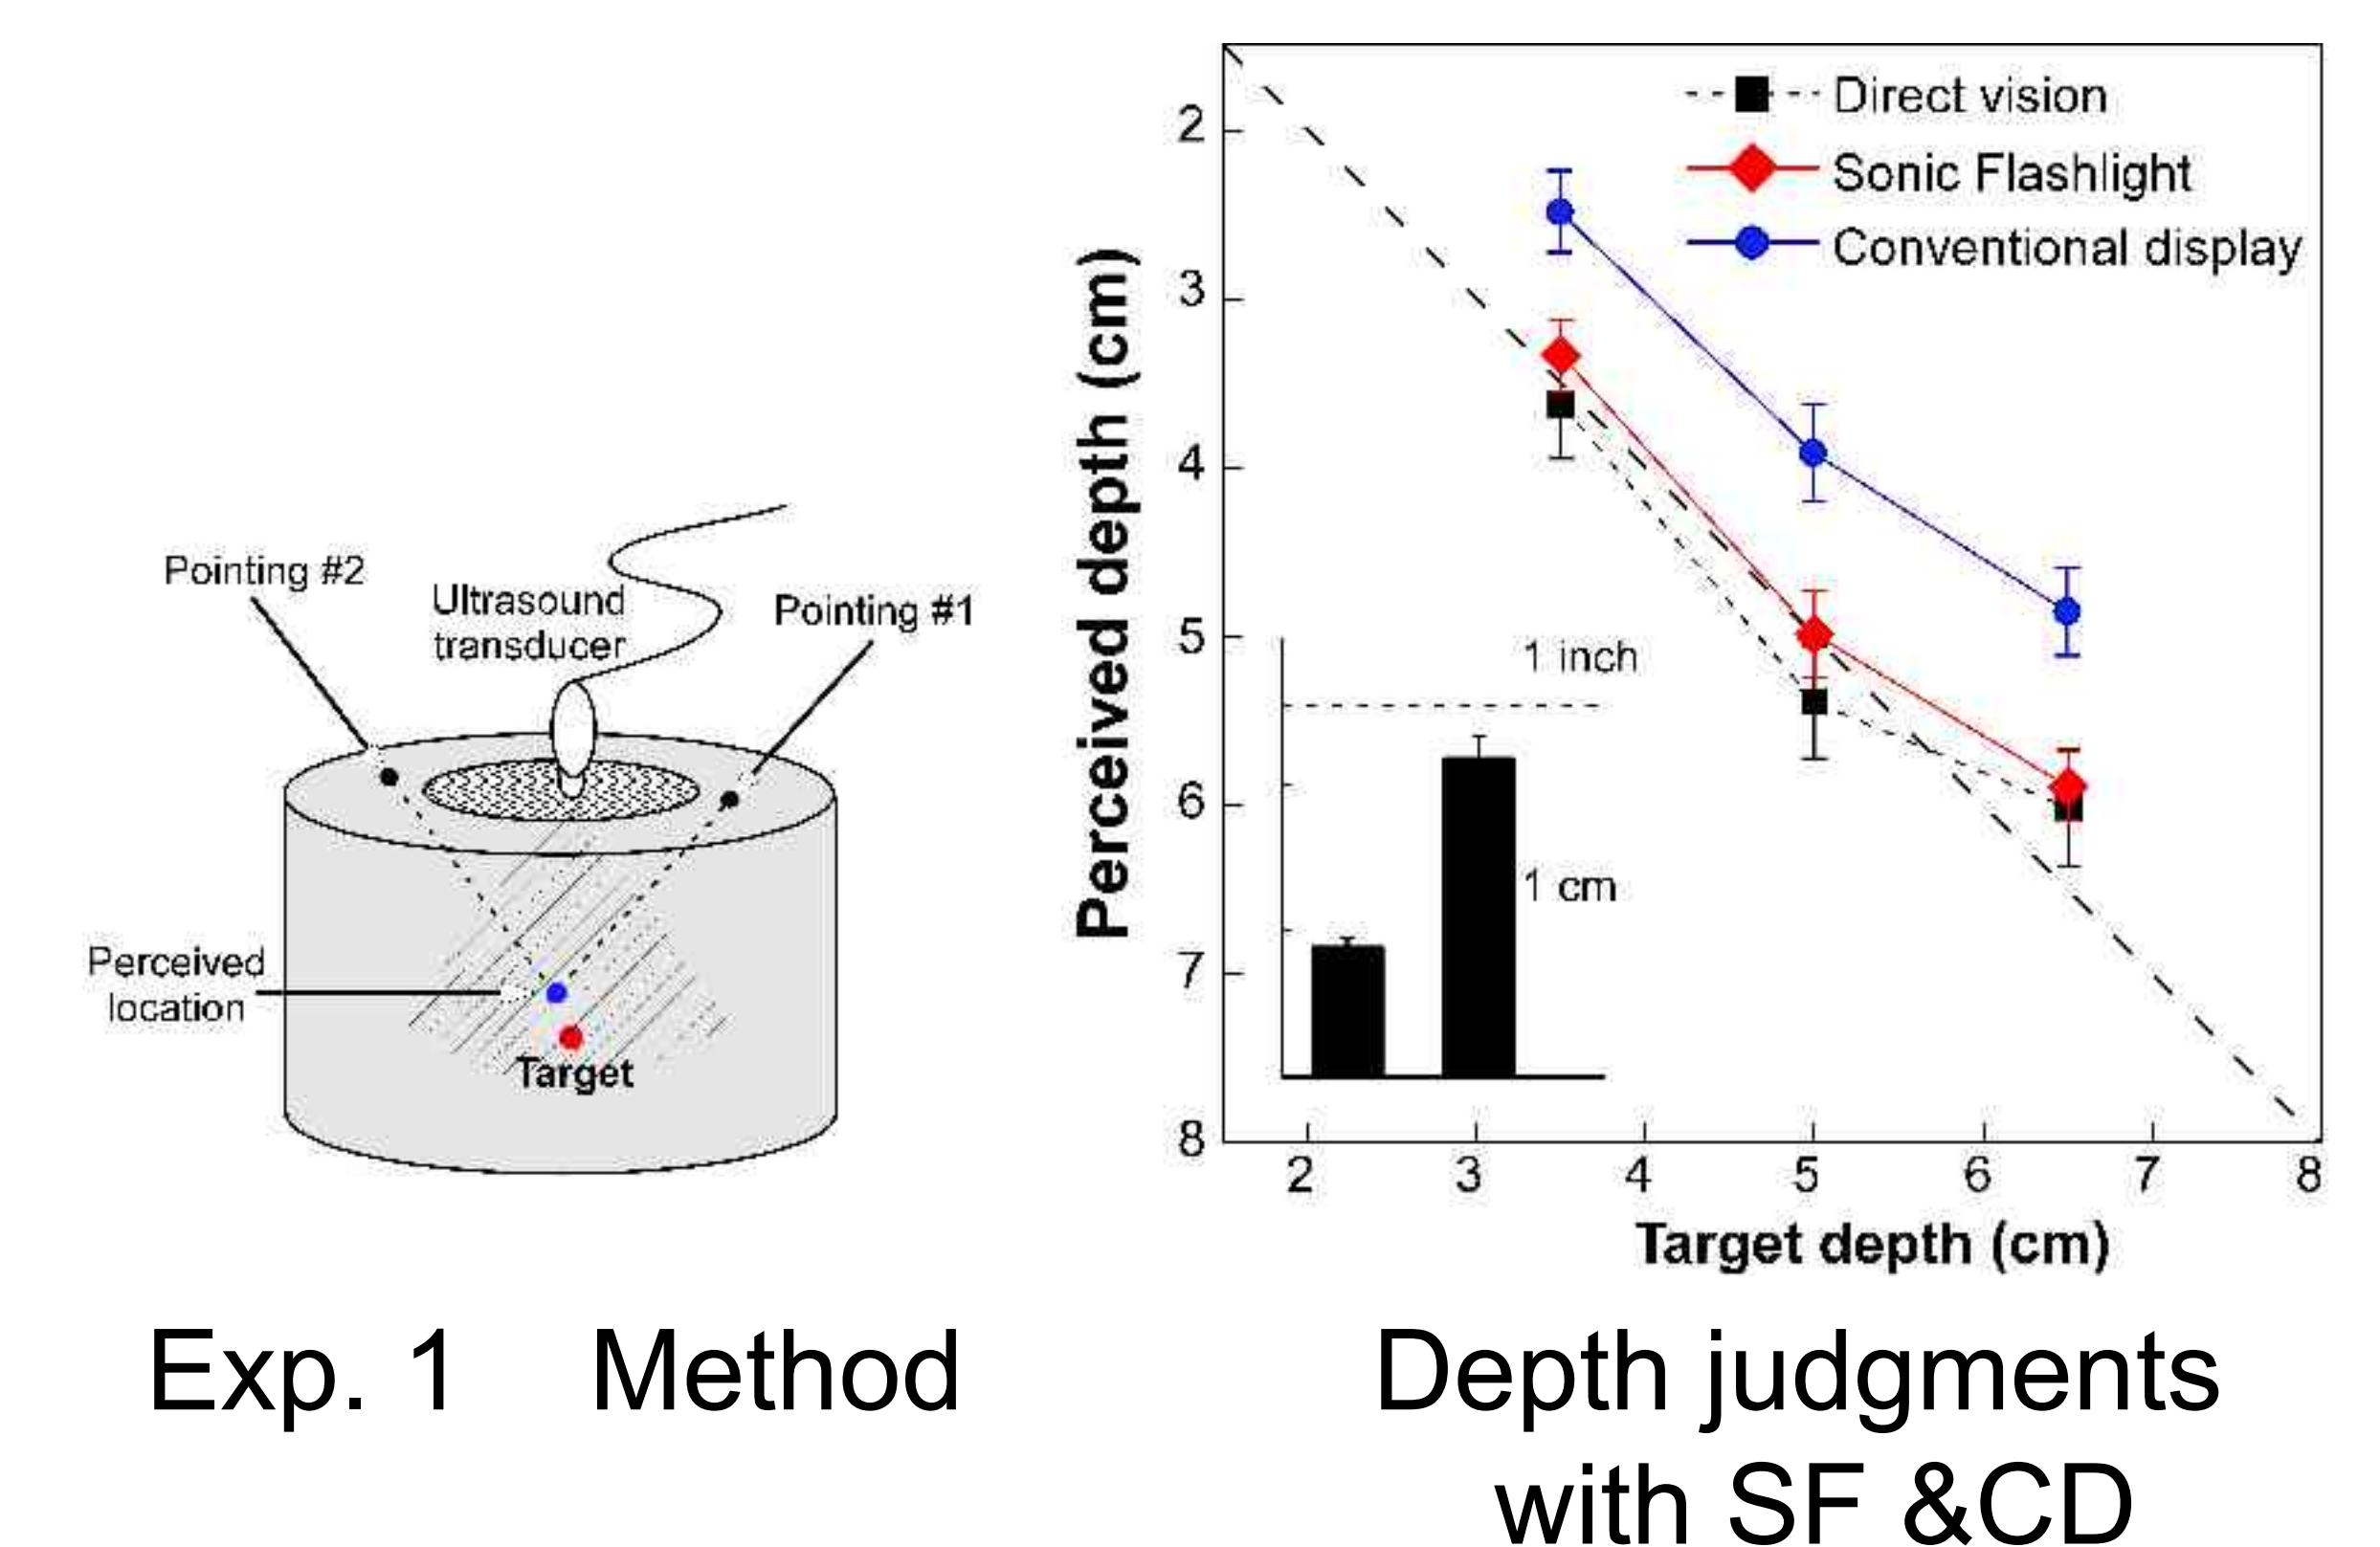 Pointing #2
Ultrasound
transducer
Pointing #1
Perceived
location
Target
Exp. 1 Method
Perceived depth (cm)
2
3
4
5
6
7
8
Direct vision
Sonic Flashlight
Conventional display
1 inch
1 cm
2 3 4 5 6 7 8
Target depth (cm)
Depth judgments
with SF &CD